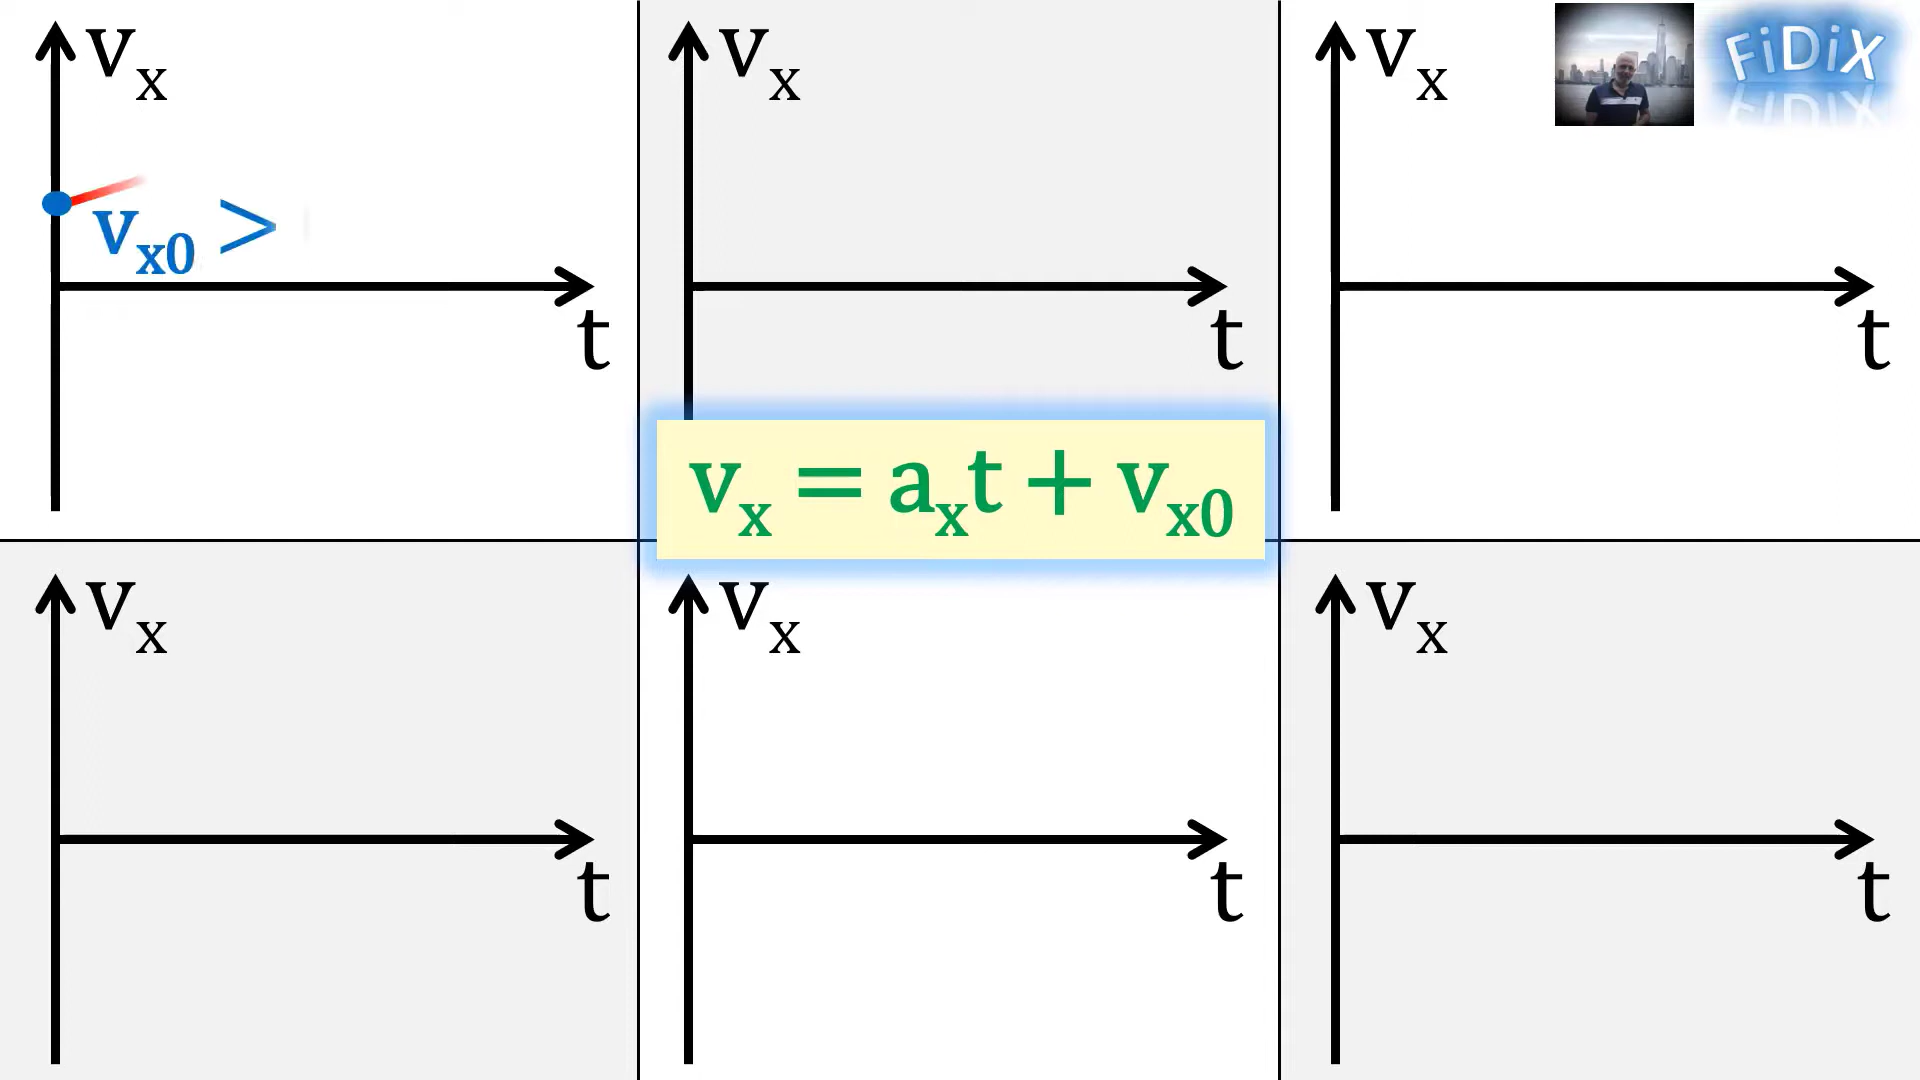 vₓ
vₓ
vₓ
FiDiX
vₓ₀ >
t
t
t
vₓ = aₓt + vₓ₀
vₓ
vₓ
vₓ
t
t
t